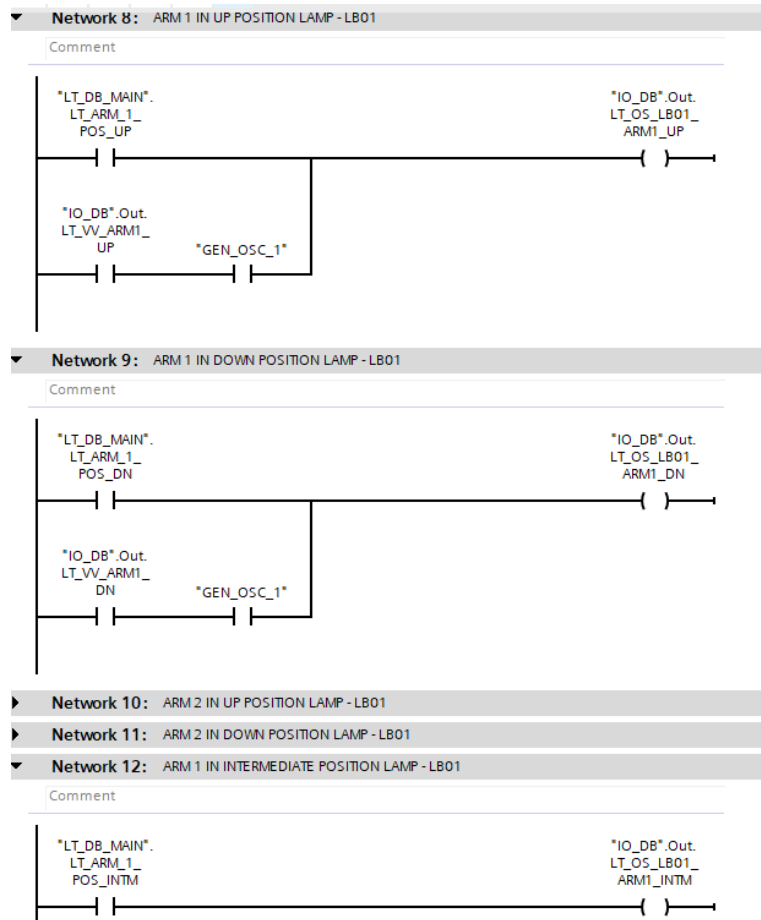 Network 8: ARM 1 IN UP POSITION LAMP - LB01
Comment
"LT_DB_MAIN".
LT_ARM_1_
POS_UP
"IO_DB".Out.
LT_OS_LB01_
ARM1_UP
"IO_DB".Out.
LT_VV_ARM1_
UP
"GEN_OSC_1"
Network 9: ARM 1 IN DOWN POSITION LAMP - LB01
Comment
"LT_DB_MAIN".
LT_ARM_1_
POS_DN
"IO_DB".Out.
LT_OS_LB01_
ARM1_DN
"IO_DB".Out.
LT_VV_ARM1_
DN
"GEN_OSC_1"
Network 10: ARM 2 IN UP POSITION LAMP - LB01
Network 11: ARM 2 IN DOWN POSITION LAMP - LB01
Network 12: ARM 1 IN INTERMEDIATE POSITION LAMP - LB01
Comment
"LT_DB_MAIN".
LT_ARM_1_
POS_INTM
"IO_DB".Out.
LT_OS_LB01_
ARM1_INTM